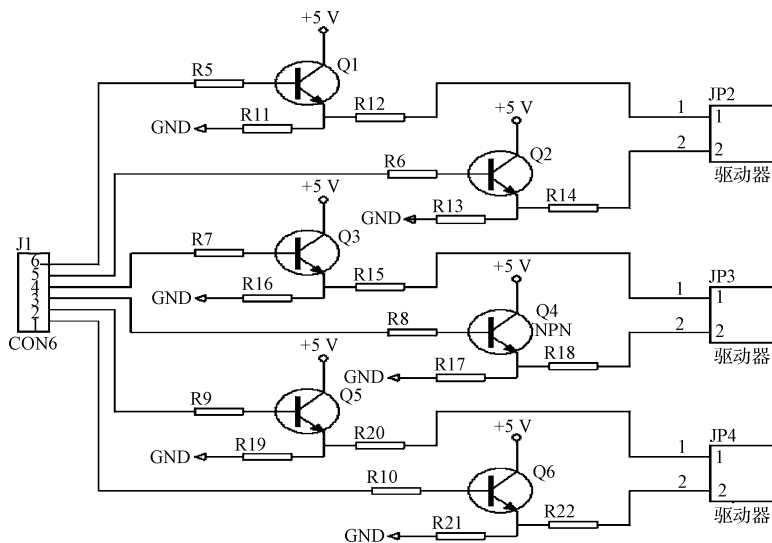 +5 V
R5
Q1
R11
GND
R12
JP2
1
1
+5 V
R6
Q2
2
2
驱动器
+5 V
R13
GND
R14
J1
R7
Q3
6
5
4
3
2
1
CON6
R16
GND
R15
+5 V
JP3
1
1
R8
Q4
NPN
2
2
驱动器
R17
GND
R18
+5 V
R9
Q5
R19
GND
R20
JP4
1
1
+5 V
R10
Q6
2
2
驱动器
R21
GND
R22